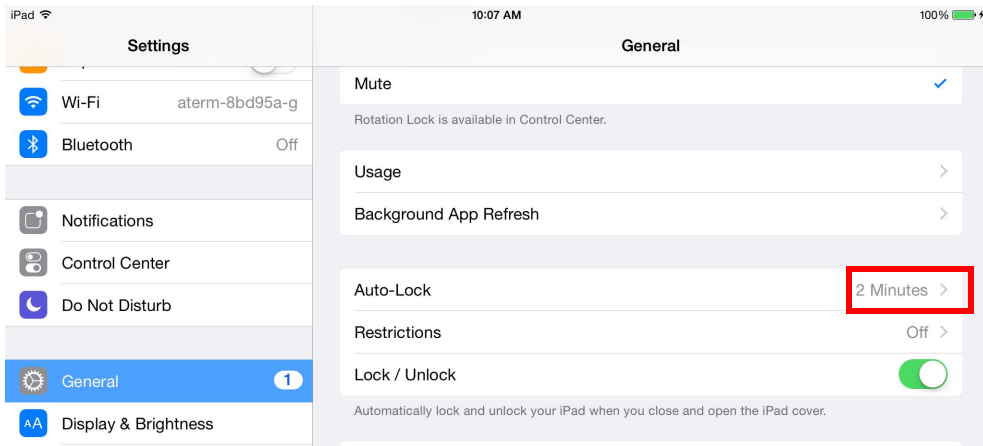 iPad
10:07 AM
100%
Settings
General
Wi-Fi
aterm-8bd95a-g
Bluetooth
Off
Notifications
Control Center
Do Not Disturb
General
1
AA
Display & Brightness
Mute
Rotation Lock is available in Control Center.
Usage
Background App Refresh
Auto-Lock
2 Minutes
Restrictions
Off
Lock / Unlock
Automatically lock and unlock your iPad when you close and open the iPad cover.